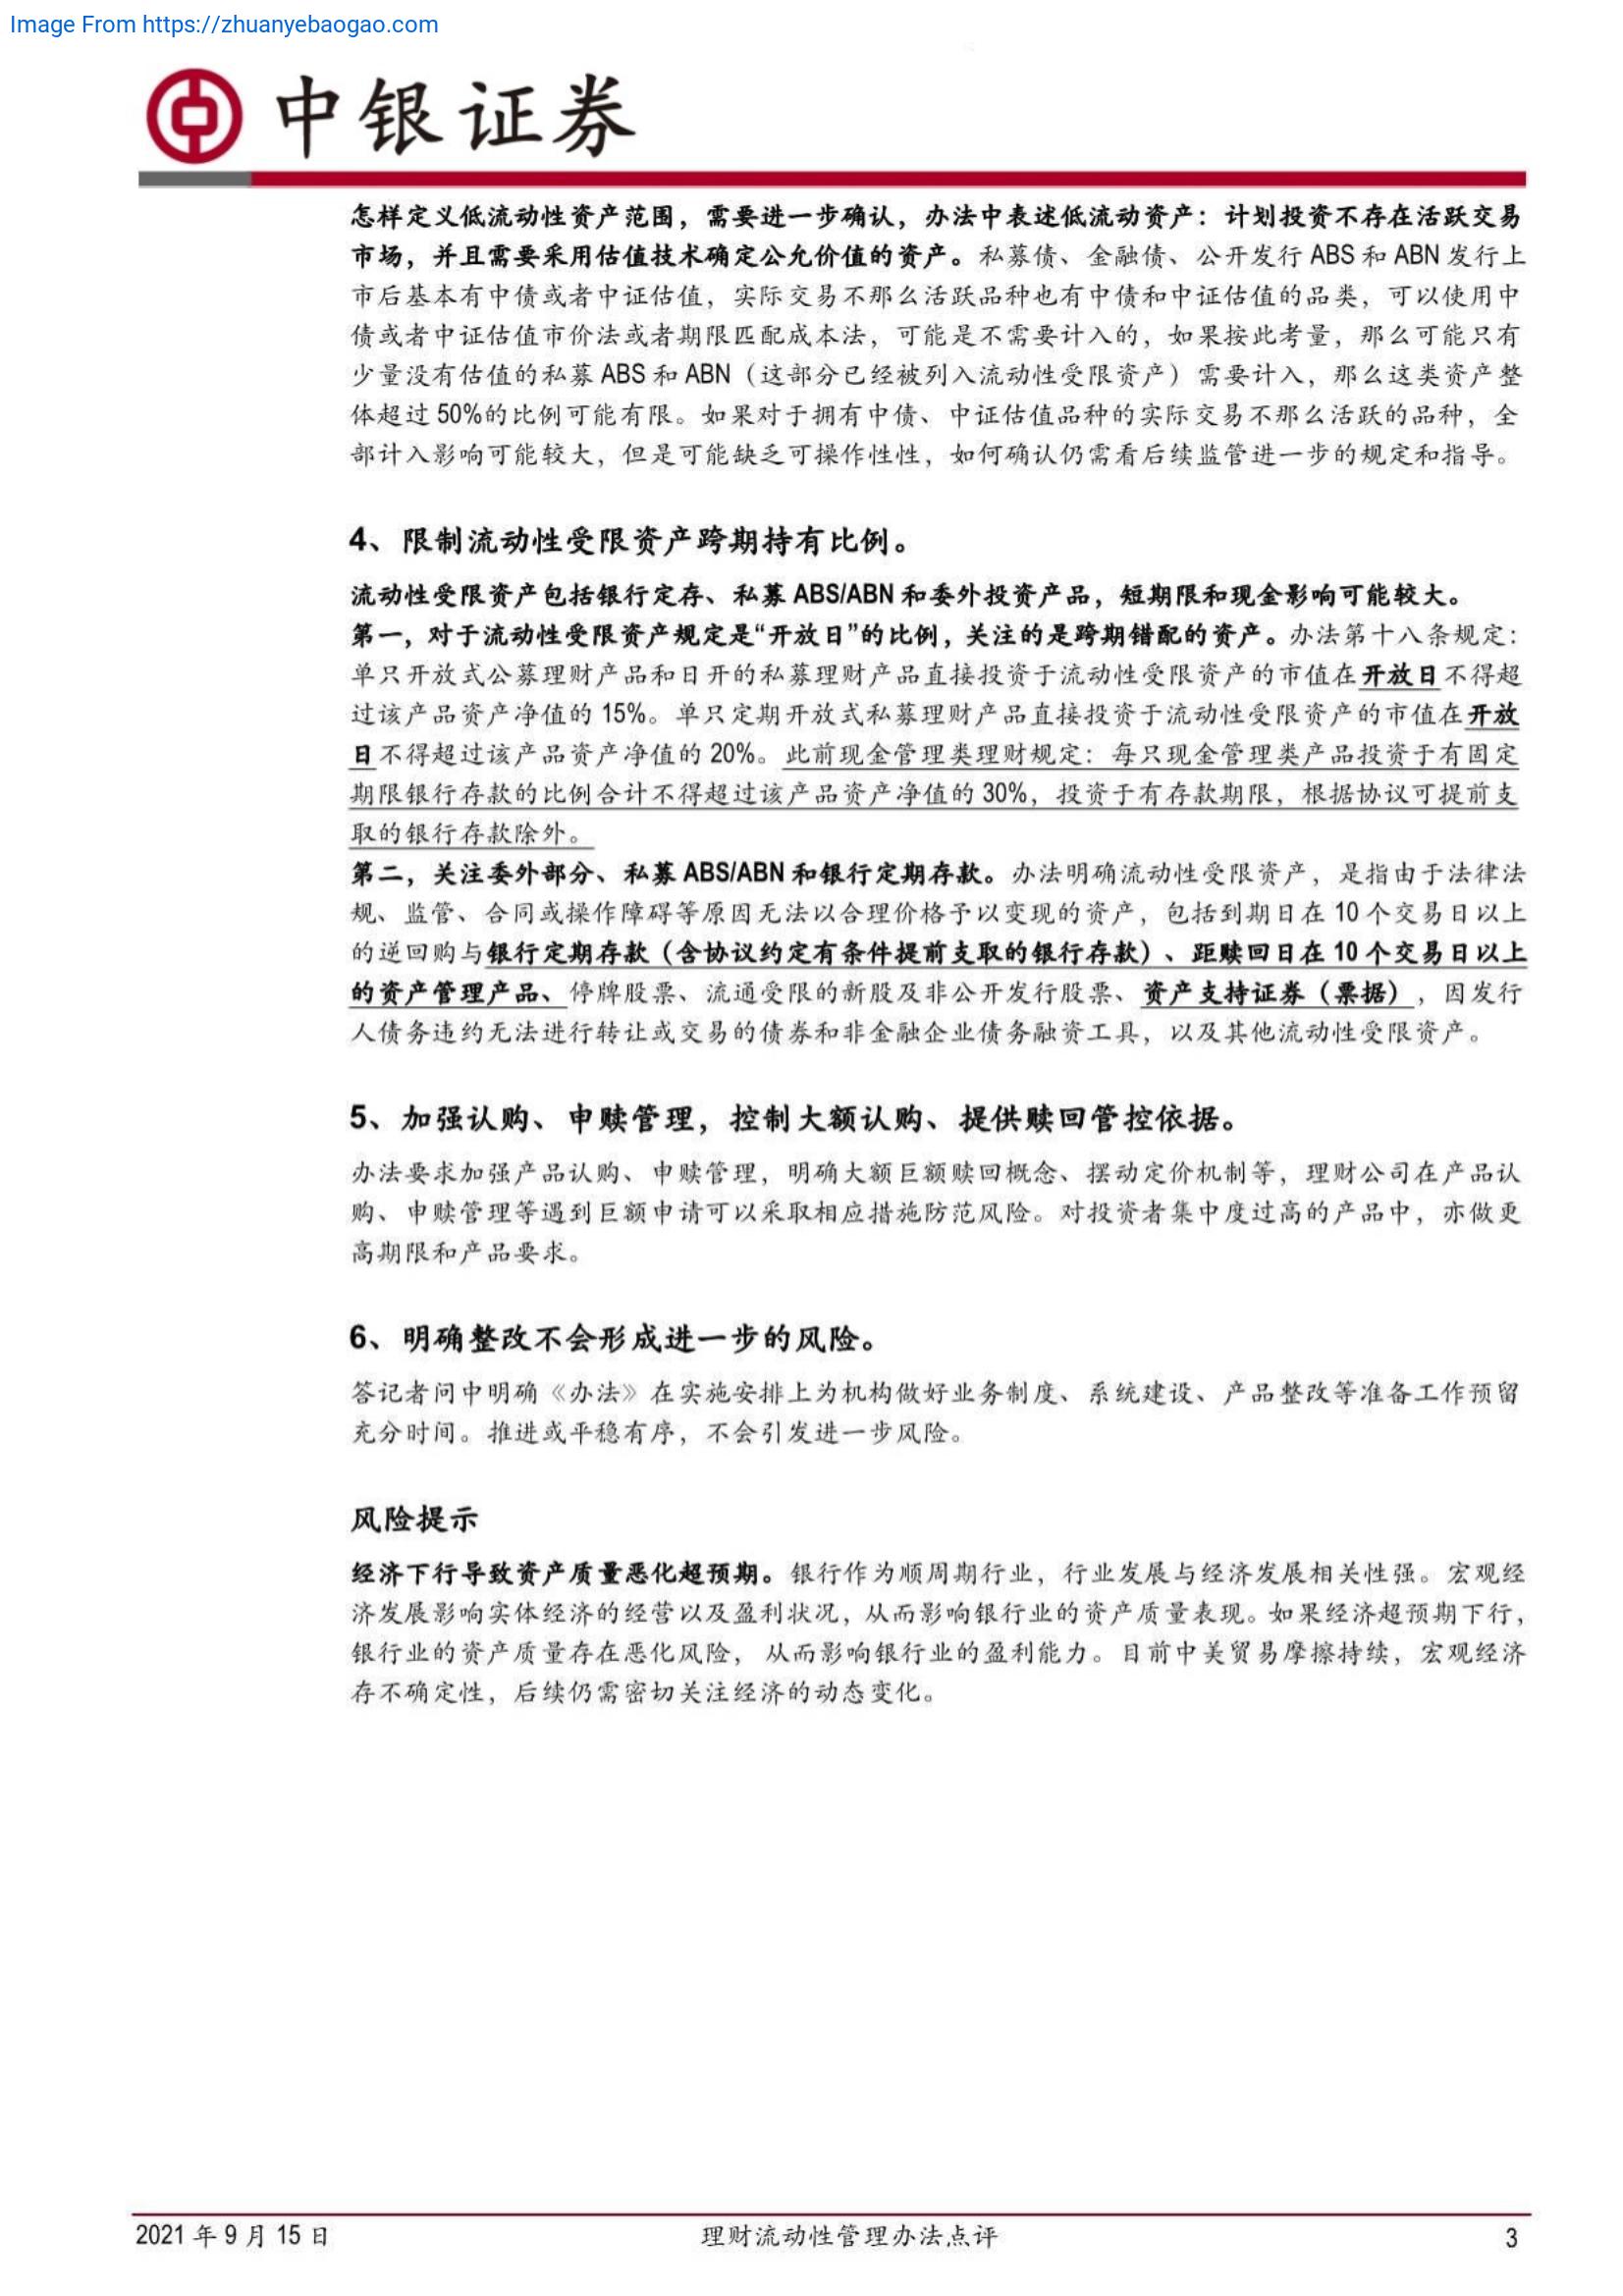 Image From https://zhuanyebaogao.com
中银证券
怎样定义低流动性资产范围，需要进一步确认，办法中表述低流动资产：计划投资不存在活跃交易
市场，并且需要采用估值技术确定公允价值的资产。私募债、金融债、公开发行 ABS 和 ABN 发行上
市后基本有中债或者中证估值，实际交易不那么活跃品种也有中债和中证估值的品类，可以使用中
债或者中证估值市价法或者期限匹配成本法，可能是不需要计入的，如果按此考量，那么可能只有
少量没有估值的私募 ABS 和 ABN（这部分已经被列入流动性受限资产）需要计入，那么这类资产整
体超过 50%的比例可能有限。如果对于拥有中债、中证估值品种的实际交易不那么活跃的品种，全
部计入影响可能较大，但是可能缺乏可操作性性，如何确认仍需看后续监管进一步的规定和指导。
4、限制流动性受限资产跨期持有比例。
流动性受限资产包括银行定存、私募 ABS/ABN 和委外投资产品，短期限和现金影响可能较大。
第一，对于流动性受限资产规定是“开放日”的比例，关注的是跨期错配的资产。办法第十八条规定：
单只开放式公募理财产品和日开的私募理财产品直接投资于流动性受限资产的市值在开放日不得超
过该产品资产净值的 15%。单只定期开放式私募理财产品直接投资于流动性受限资产的市值在开放
日不得超过该产品资产净值的 20%。此前现金管理类理财规定：每只现金管理类产品投资于有固定
期限银行存款的比例合计不得超过该产品资产净值的 30%，投资于有存款期限，根据协议可提前支
取的银行存款除外。
第二，关注委外部分、私募 ABS/ABN 和银行定期存款。办法明确流动性受限资产，是指由于法律法
规、监管、合同或操作障碍等原因无法以合理价格予以变现的资产，包括到期日在 10 个交易日以上
的逆回购与银行定期存款（含协议约定有条件提前支取的银行存款）、距赎回日在 10 个交易日以上
的资产管理产品、停牌股票、流通受限的新股及非公开发行股票、资产支持证券（票据），因发行
人债务违约无法进行转让或交易的债券和非金融企业债务融资工具，以及其他流动性受限资产。
5、加强认购、申赎管理，控制大额认购、提供赎回管控依据。
办法要求加强产品认购、申赎管理，明确大额巨额赎回概念、摆动定价机制等，理财公司在产品认
购、申赎管理等遇到巨额申请可以采取相应措施防范风险。对投资者集中度过高的产品中，亦做更
高期限和产品要求。
6、明确整改不会形成进一步的风险。
答记者问中明确《办法》在实施安排上为机构做好业务制度、系统建设、产品整改等准备工作预留
充分时间。推进或平稳有序，不会引发进一步风险。
风险提示
经济下行导致资产质量恶化超预期。银行作为顺周期行业，行业发展与经济发展相关性强。宏观经
济发展影响实体经济的经营以及盈利状况，从而影响银行业的资产质量表现。如果经济超预期下行，
银行业的资产质量存在恶化风险， 从而影响银行业的盈利能力。目前中美贸易摩擦持续，宏观经济
存不确定性，后续仍需密切关注经济的动态变化。
2021 年 9 月 15 日
理财流动性管理办法点评
3